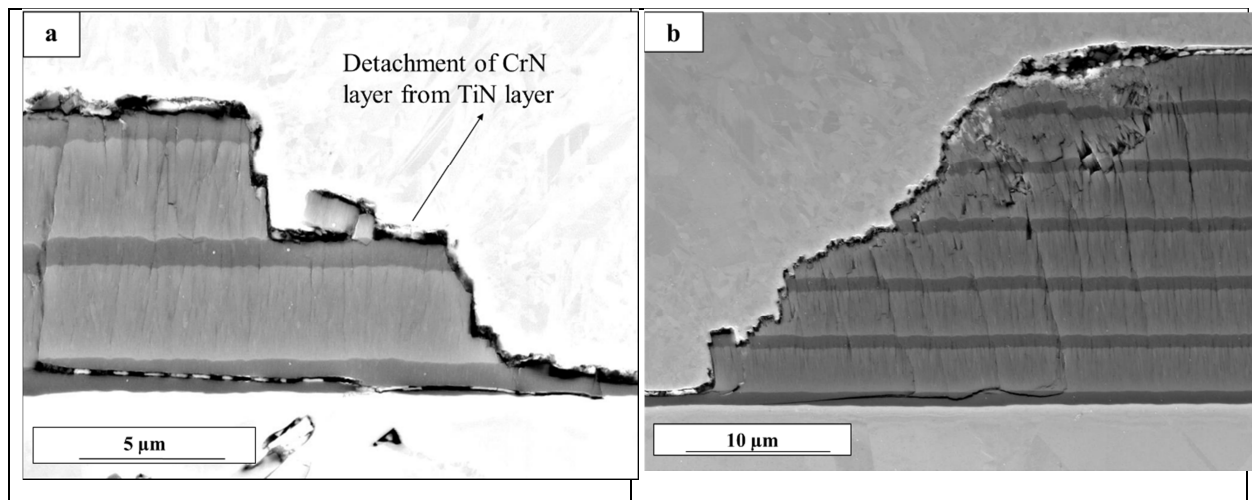 a
Detachment of CrN
layer from TiN layer
5 µm
b
10 µm